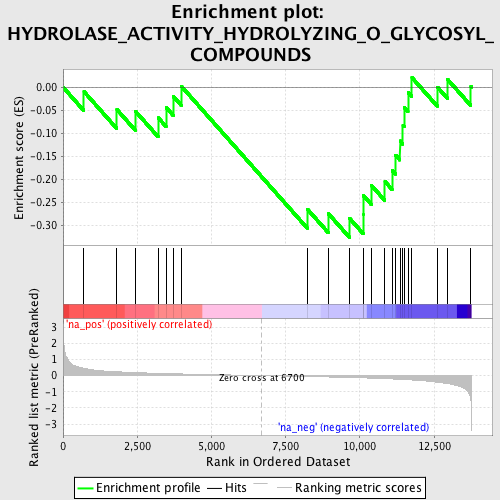 Enrichment plot:
HYDROLASE_ACTIVITY_HYDROLYZING_O_GLYCOSYL_
COMPOUNDS
Enrichment score (ES)
0.00
-0.05
-0.10
-0.15
-0.20
-0.25
-0.30
'na_pos' (positively correlated)
Ranked list metric (PreRanked)
3
2
1
0
-1
-2
-3
Zero cross at 6700
'na_neg' (negatively correlated)
0
2,500
5,000
7,500
10,000
12,500
Rank in Ordered Dataset
Enrichment profile
Hits
Ranking metric scores